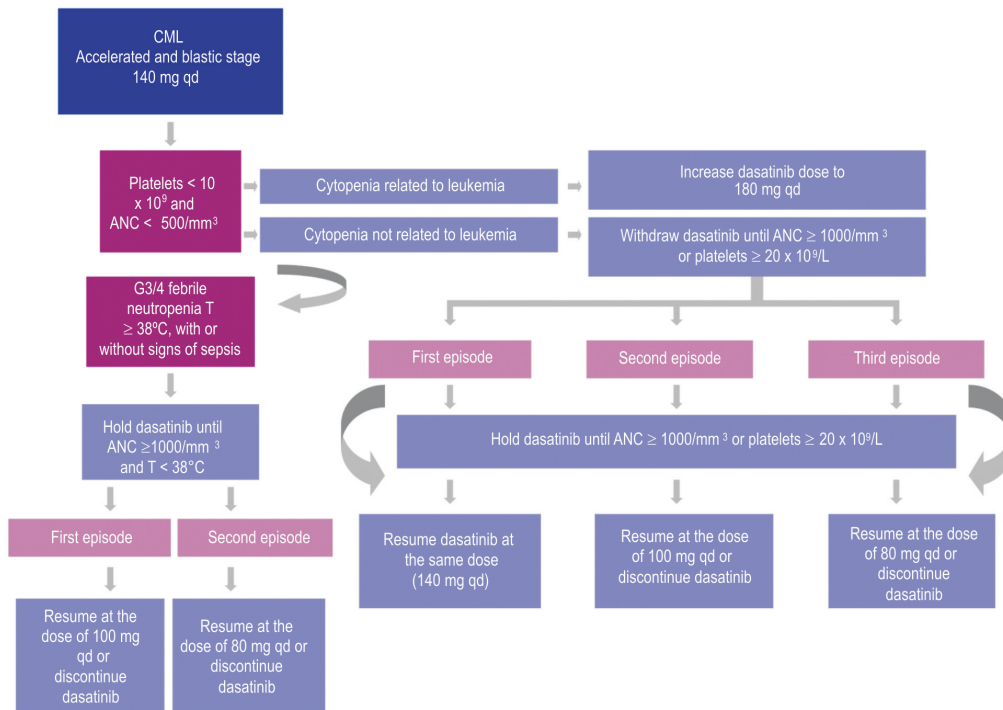 CML
Accelerated and blastic stage
140 mg qd
Platelets < 10
x 10⁹ and
ANC < 500/mm³
Cytopenia related to leukemia
Increase dasatinib dose to
180 mg qd
Cytopenia not related to leukemia
Withdraw dasatinib until ANC ≥ 1000/mm ³
or platelets ≥ 20 x 10⁹/L
G3/4 febrile
neutropenia T
≥ 38ºC, with or
without signs of sepsis
First episode
Second episode
Third episode
Hold dasatinib until
ANC ≥1000/mm ³
and T < 38°C
Hold dasatinib until ANC ≥ 1000/mm ³ or platelets ≥ 20 x 10⁹/L
First episode
Second episode
Resume dasatinib at
the same dose
(140 mg qd)
Resume at the dose
of 100 mg qd or
discontinue dasatinib
Resume at the dose
of 80 mg qd or
discontinue
dasatinib
Resume at the
dose of 100 mg
qd or
discontinue
dasatinib
Resume at the
dose of 80 mg qd or
discontinue
dasatinib